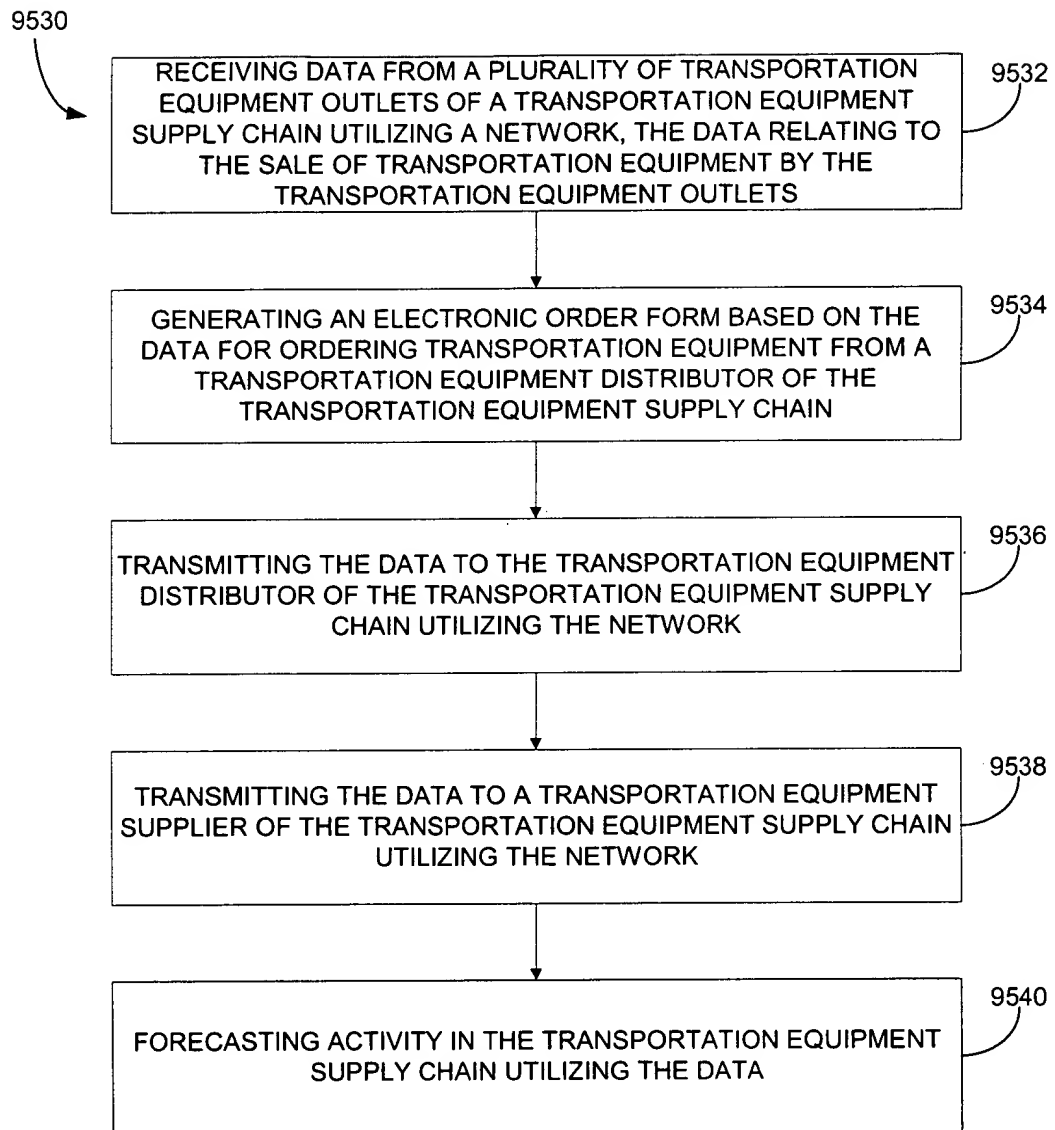 9530
RECEIVING DATA FROM A PLURALITY OF TRANSPORTATION
EQUIPMENT OUTLETS OF A TRANSPORTATION EQUIPMENT
SUPPLY CHAIN UTILIZING A NETWORK, THE DATA RELATING TO
THE SALE OF TRANSPORTATION EQUIPMENT BY THE
TRANSPORTATION EQUIPMENT OUTLETS
9532
GENERATING AN ELECTRONIC ORDER FORM BASED ON THE
DATA FOR ORDERING TRANSPORTATION EQUIPMENT FROM A
TRANSPORTATION EQUIPMENT DISTRIBUTOR OF THE
TRANSPORTATION EQUIPMENT SUPPLY CHAIN
9534
TRANSMITTING THE DATA TO THE TRANSPORTATION EQUIPMENT
DISTRIBUTOR OF THE TRANSPORTATION EQUIPMENT SUPPLY
CHAIN UTILIZING THE NETWORK
9536
TRANSMITTING THE DATA TO A TRANSPORTATION EQUIPMENT
SUPPLIER OF THE TRANSPORTATION EQUIPMENT SUPPLY CHAIN
UTILIZING THE NETWORK
9538
FORECASTING ACTIVITY IN THE TRANSPORTATION EQUIPMENT
SUPPLY CHAIN UTILIZING THE DATA
9540